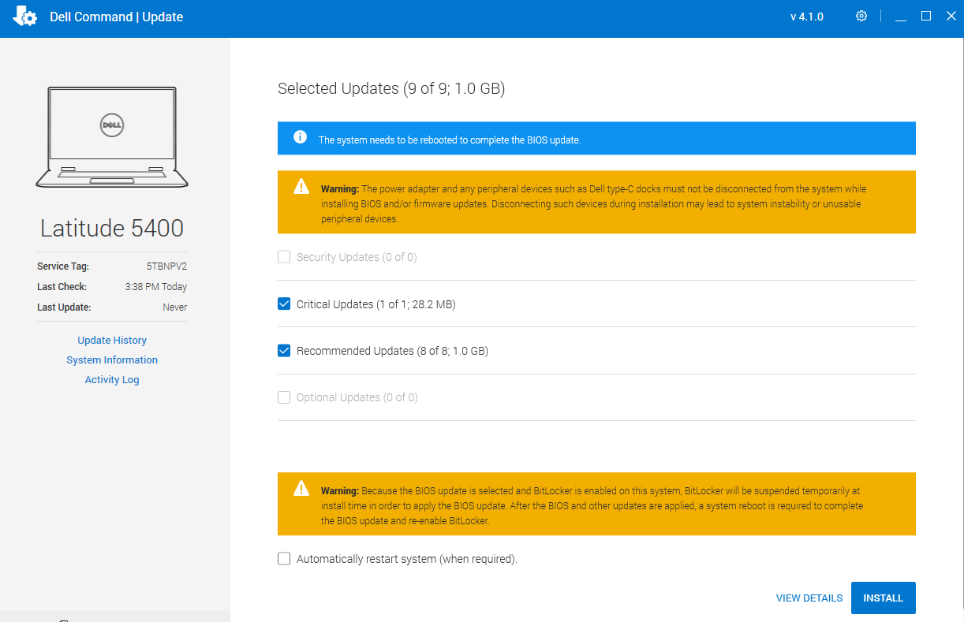 Dell Command | Update
v 4.1.0
Selected Updates (9 of 9; 1.0 GB)
The system needs to be rebooted to complete the BIOS update.
Warning: The power adapter and any peripheral devices such as Dell type-C docks must not be disconnected from the system while
installing BIOS and/or firmware updates. Disconnecting such devices during installation may lead to system instability or unusable
peripheral devices.
DELL
Latitude 5400
Service Tag: 5TBNPV2
Last Check: 3:38 PM Today
Last Update: Never
Update History
System Information
Activity Log
Security Updates (0 of 0)
Critical Updates (1 of 1; 28.2 MB)
Recommended Updates (8 of 8; 1.0 GB)
Optional Updates (0 of 0)
Warning: Because the BIOS update is selected and BitLocker is enabled on this system, BitLocker will be suspended temporarily at
install time in order to apply the BIOS update. After the BIOS and other updates are applied, a system reboot is required to complete
the BIOS update and re-enable BitLocker.
Automatically restart system (when required).
VIEW DETAILS
INSTALL